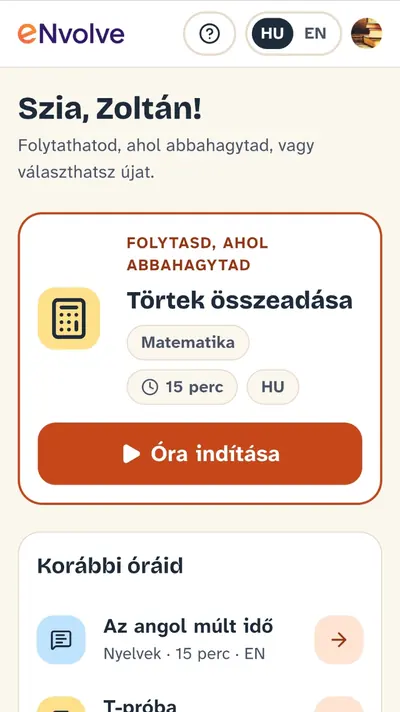 eNvolve
?
HU EN
Szia, Zoltán!
Folytathatod, ahol abbahagytad, vagy
választhatsz újat.
FOLYTASD, AHOL
ABBAHAGYTAD
Törtek összeadása
Matematika
15 perc HU
Óra indítása
Korábbi óráid
Az angol múlt idő
Nyelvek · 15 perc · EN
T-próba